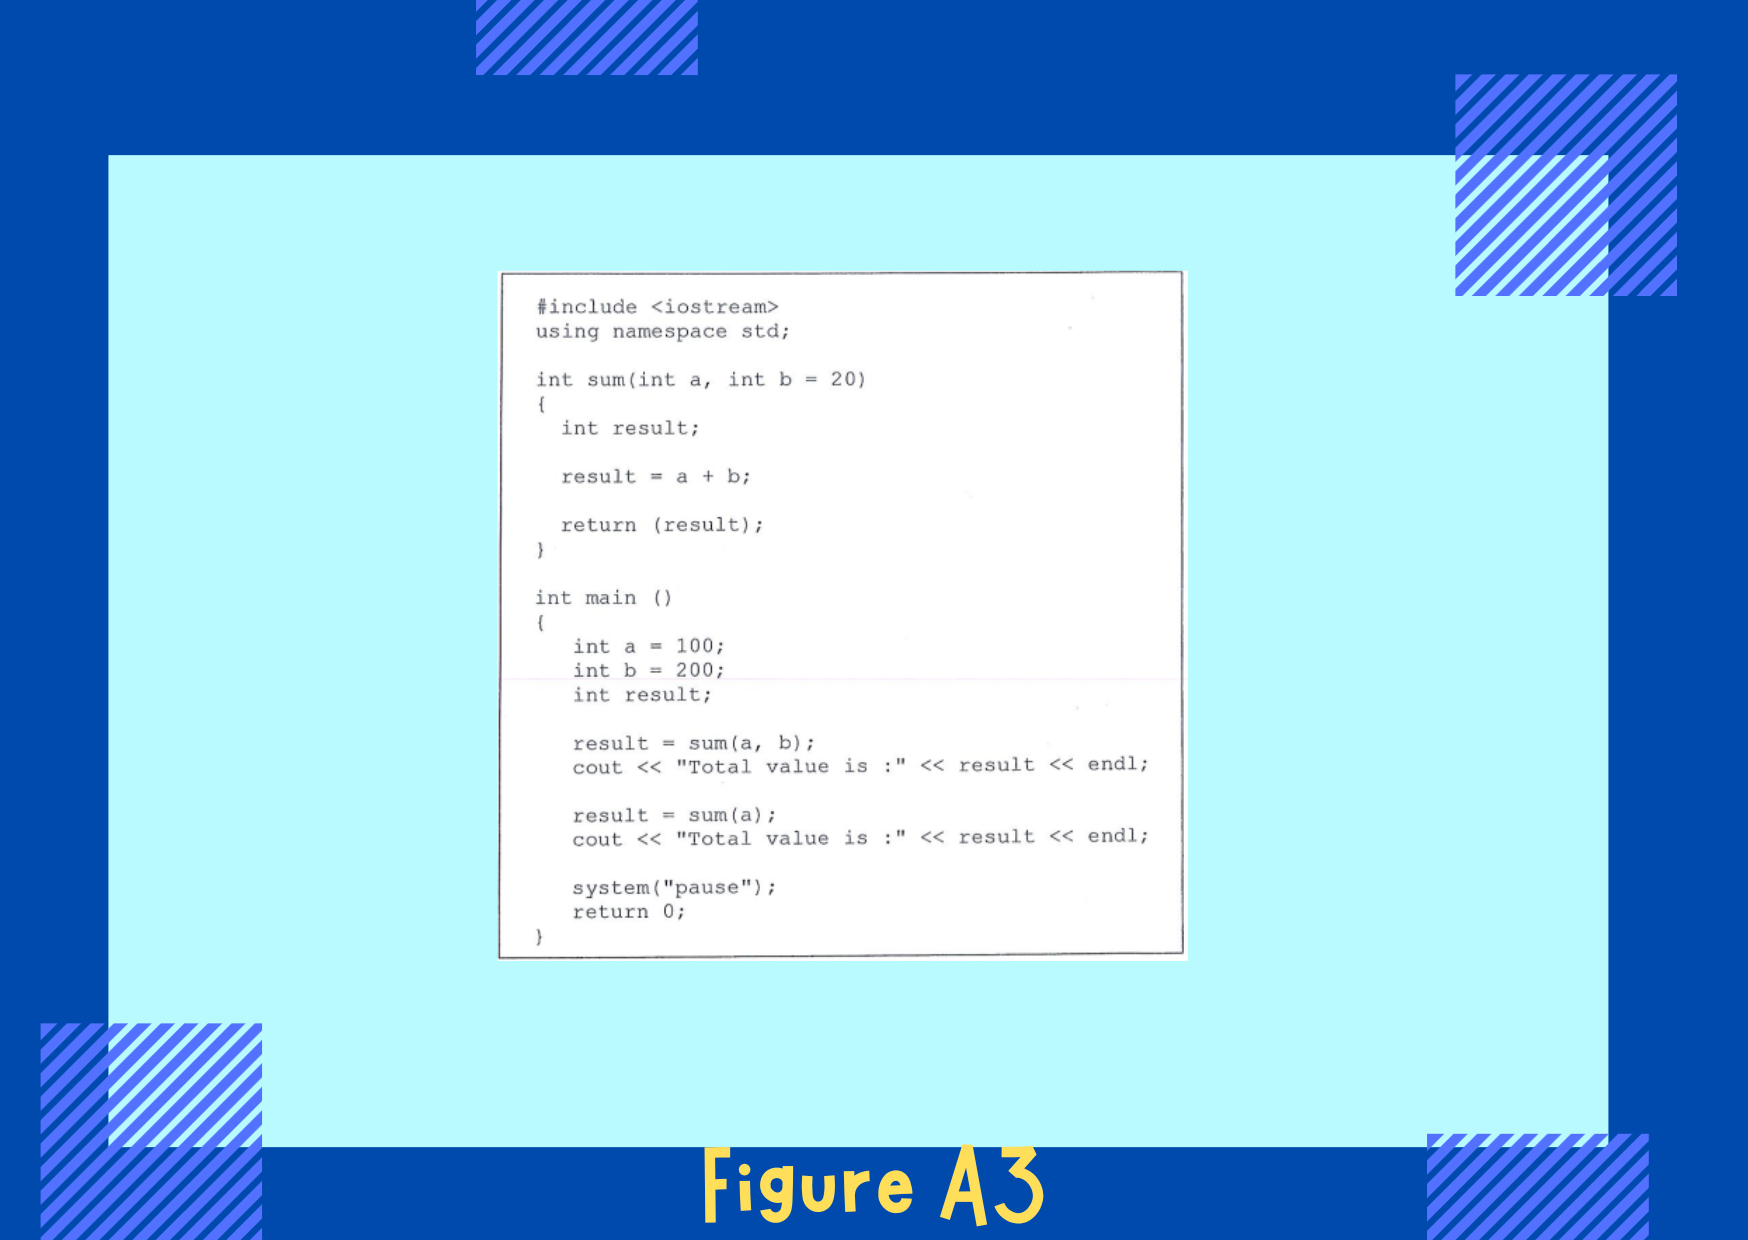 #include <iostream>
using namespace std;
int sum(int a, int b = 20)
{
int result;
result = a + b;
return (result);
}
int main ()
{
int a = 100;
int b = 200;
int result;
result = sum(a, b);
cout << "Total value is :" << result << endl;
result = sum(a);
cout << "Total value is :" << result << endl;
system("pause");
return 0;
}
Figure A3